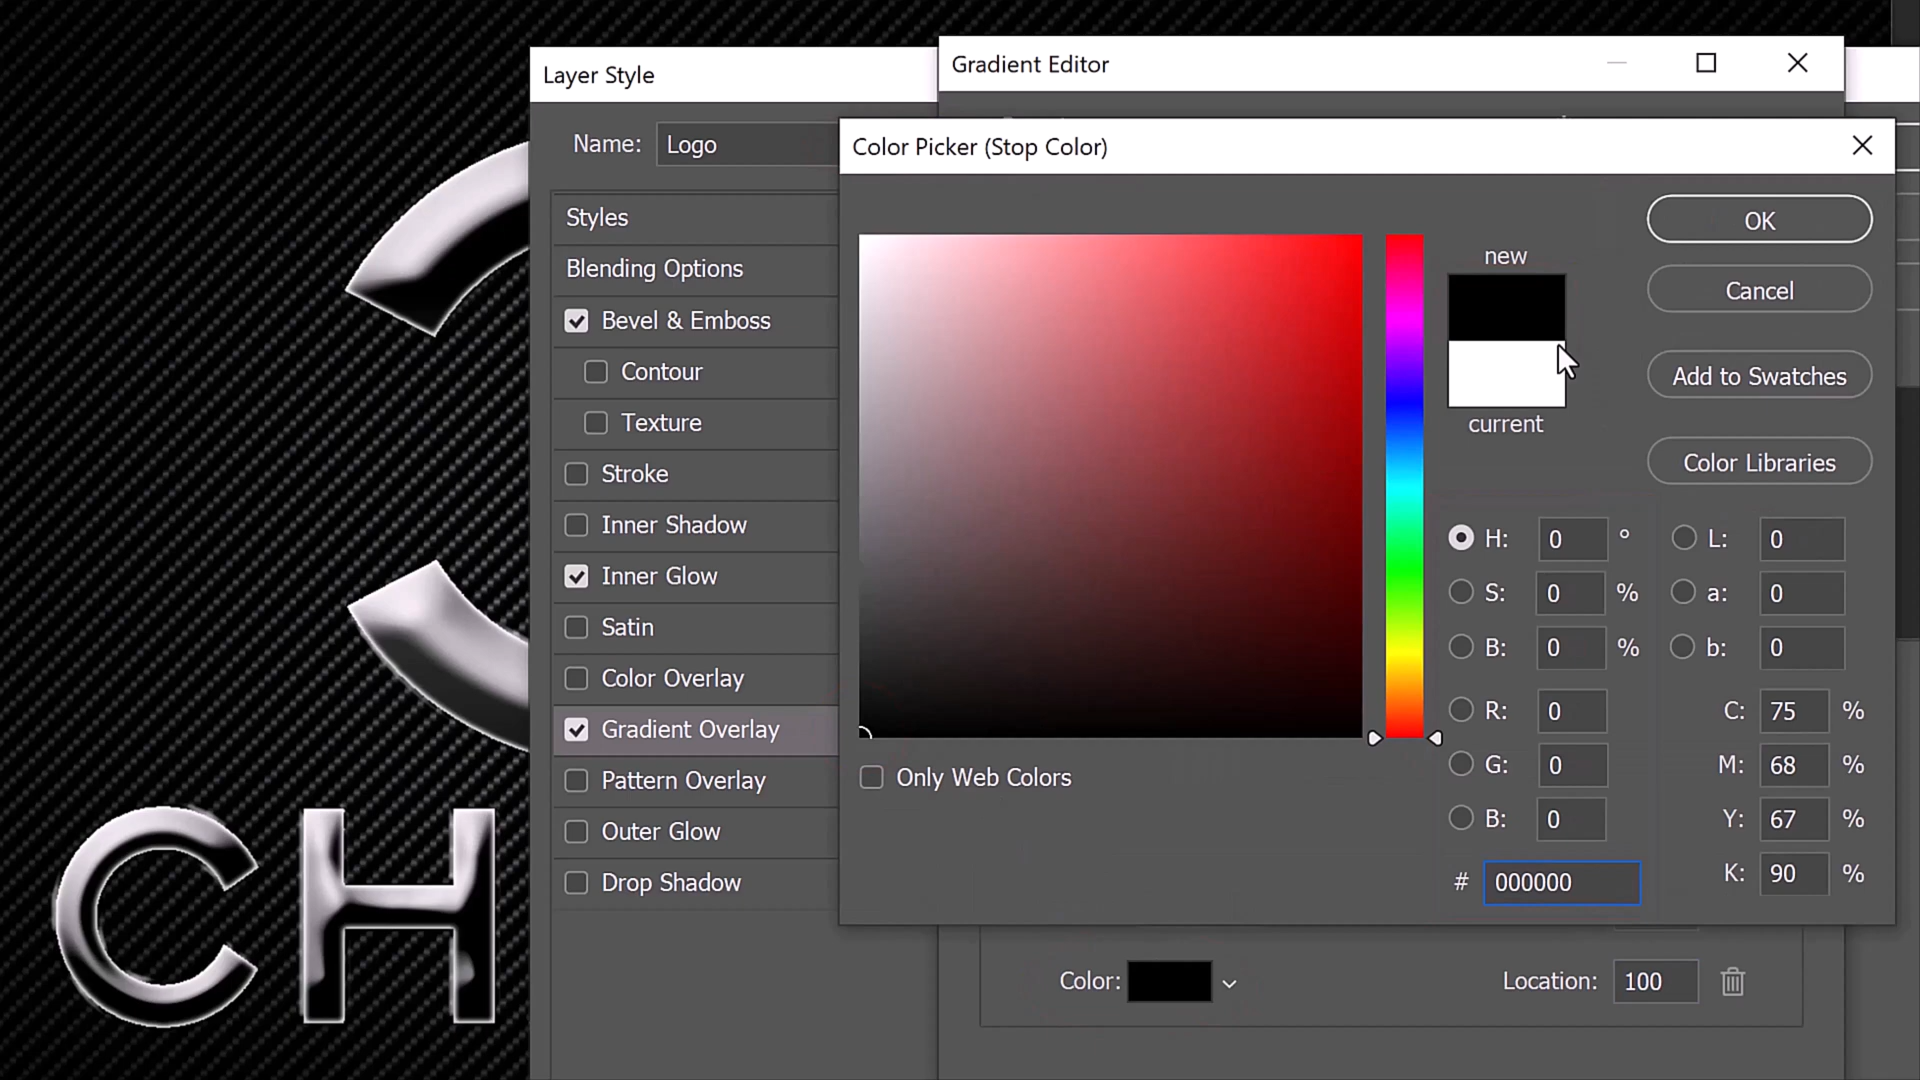 Layer Style
Gradient Editor
Name: Logo
Color Picker (Stop Color)
Styles
Blending Options
Bevel & Emboss
Contour
Texture
Stroke
Inner Shadow
Inner Glow
Satin
Color Overlay
Gradient Overlay
Pattern Overlay
Outer Glow
Drop Shadow
new
current
OK
Cancel
Add to Swatches
Color Libraries
H: 0 °
S: 0 %
B: 0 %
R: 0
G: 0
B: 0
# 000000
L: 0
a: 0
b: 0
C: 75 %
M: 68 %
Y: 67 %
K: 90 %
Only Web Colors
Color:
Location: 100
CH